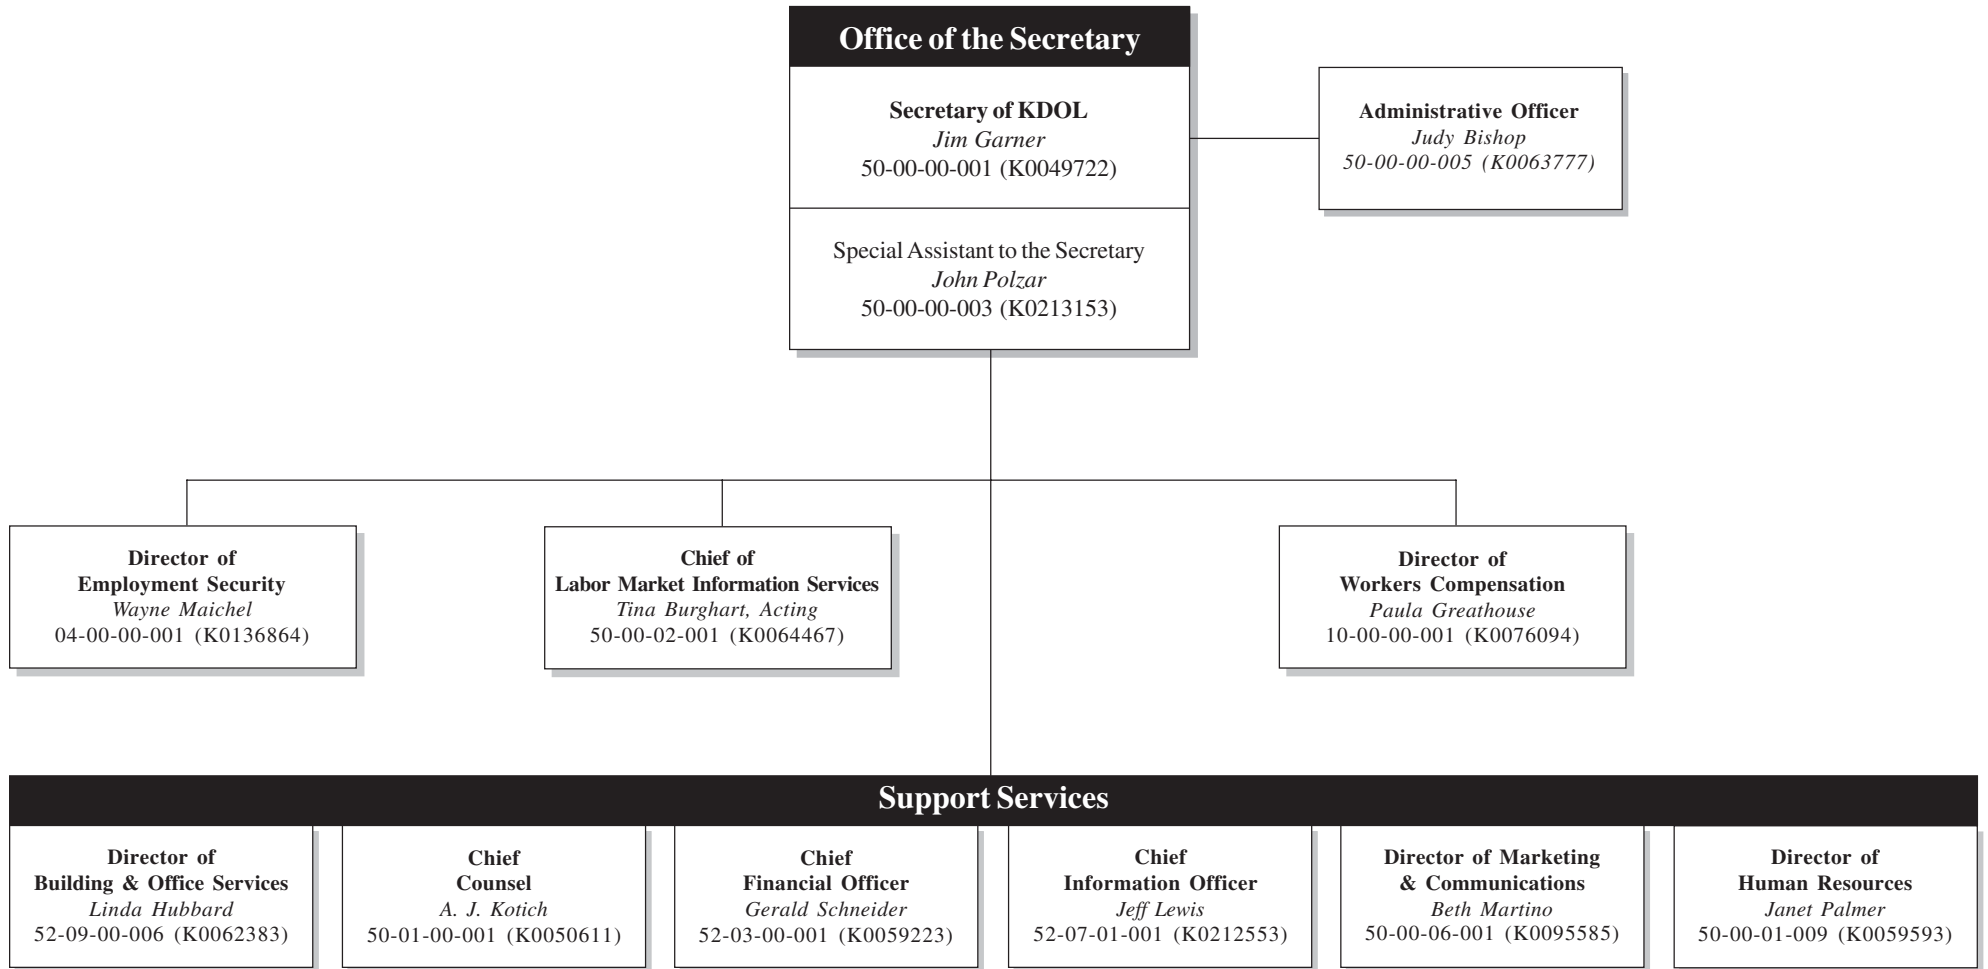 Office of the Secretary
Secretary of KDOL
Jim Garner
50-00-00-001 (K0049722)
Special Assistant to the Secretary
John Polzar
50-00-00-003 (K0213153)
Administrative Officer
Judy Bishop
50-00-00-005 (K0063777)
Director of
Employment Security
Wayne Maichel
04-00-00-001 (K0136864)
Chief of
Labor Market Information Services
Tina Burghart, Acting
50-00-02-001 (K0064467)
Director of
Workers Compensation
Paula Greathouse
10-00-00-001 (K0076094)
Support Services
Director of
Building & Office Services
Linda Hubbard
52-09-00-006 (K0062383)
Chief
Counsel
A. J. Kotich
50-01-00-001 (K0050611)
Chief
Financial Officer
Gerald Schneider
52-03-00-001 (K0059223)
Chief
Information Officer
Jeff Lewis
52-07-01-001 (K0212553)
Director of Marketing
& Communications
Beth Martino
50-00-06-001 (K0095585)
Director of
Human Resources
Janet Palmer
50-00-01-009 (K0059593)